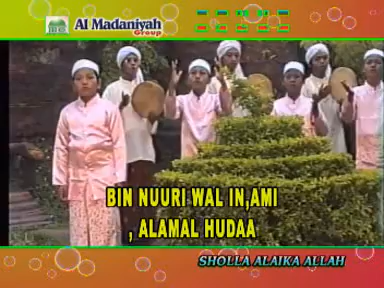 Al Madaniyah
Group
BIN NUURI WAL IN,AMI
, ALAMAL HUDAA
SHOLLA ALAIKA ALLAH